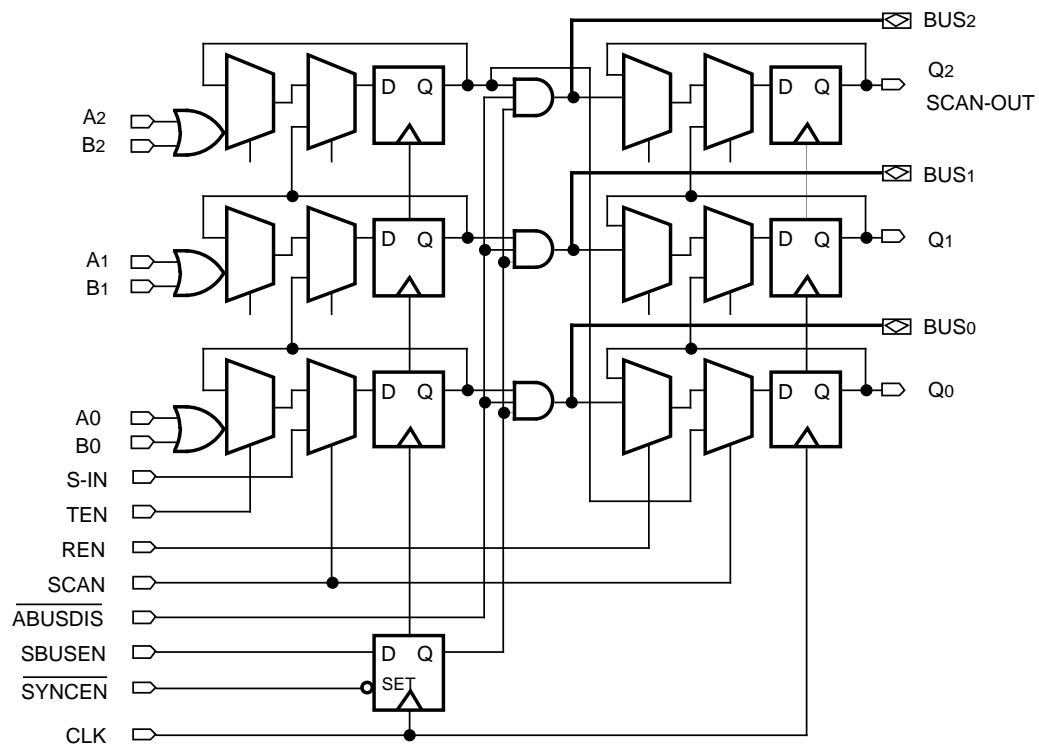 BUS2
D Q
D Q
Q2
SCAN-OUT
A2
B2
BUS1
D Q
D Q
Q1
A1
B1
BUS0
D Q
D Q
Q0
A0
B0
S-IN
TEN
REN
SCAN
ABUSDIS
SBUSEN
D Q
SYNCEN
SET
CLK